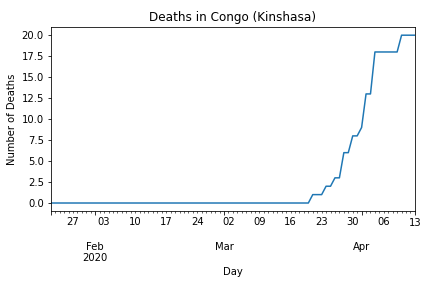 Deaths in Congo (Kinshasa)
20.0
17.5
15.0
12.5
10.0
7.5
5.0
2.5
0.0
Number of Deaths
27 03 10 17 24 02 09 16 23 30 06 13
Feb Mar Apr
2020
Day